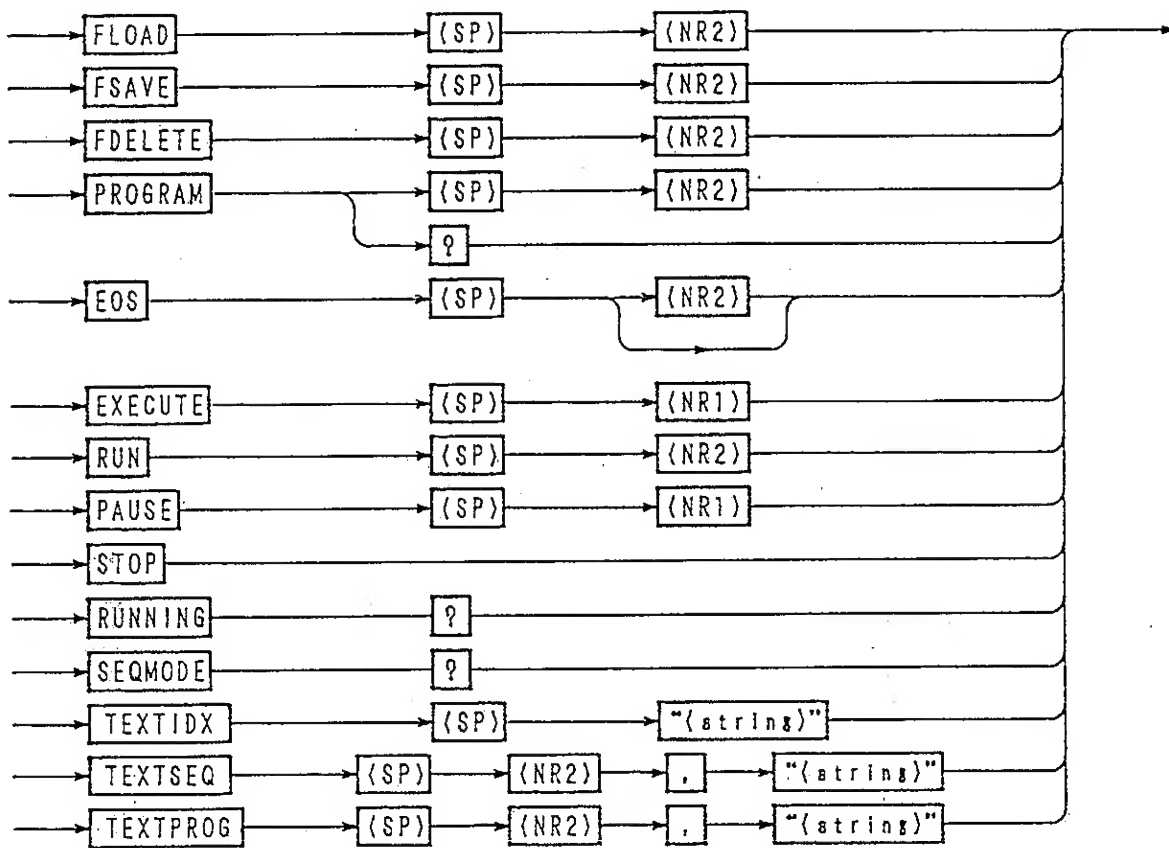 FLOAD (SP) (NR2)
FSAVE (SP) (NR2)
FDELETE (SP) (NR2)
PROGRAM (SP) (NR2)
?
EOS (SP) (NR2)
EXECUTE (SP) (NR1)
RUN (SP) (NR2)
PAUSE (SP) (NR1)
STOP
RUNNING ?
SEQMODE ?
TEXTIDX (SP) "(string)"
TEXTSEQ (SP) (NR2) , "(string)"
TEXTPROG (SP) (NR2) , "(string)"